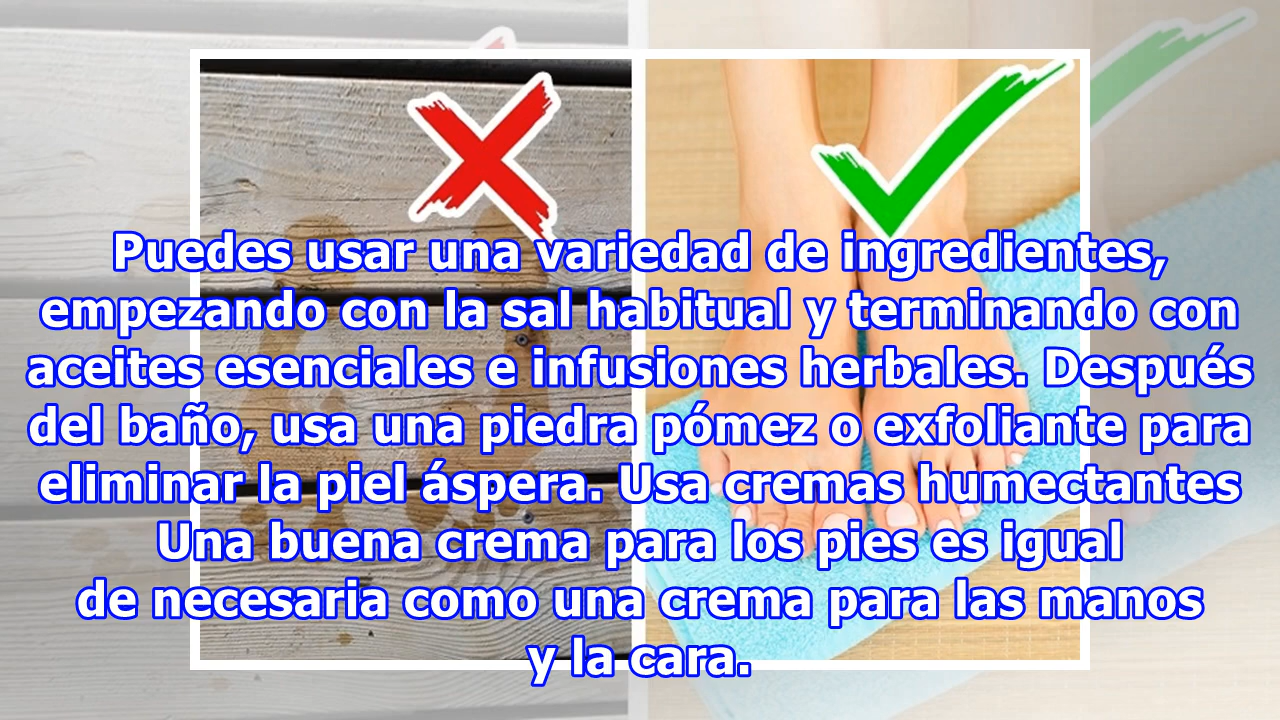 Puedes usar una variedad de ingredientes,
empezando con la sal habitual y terminando con
aceites esenciales e infusiones herbales. Después
del baño, usa una piedra pómez o exfoliante para
eliminar la piel áspera. Usa cremas humectantes
Una buena crema para los pies es igual
de necesaria como una crema para las manos
y la cara.